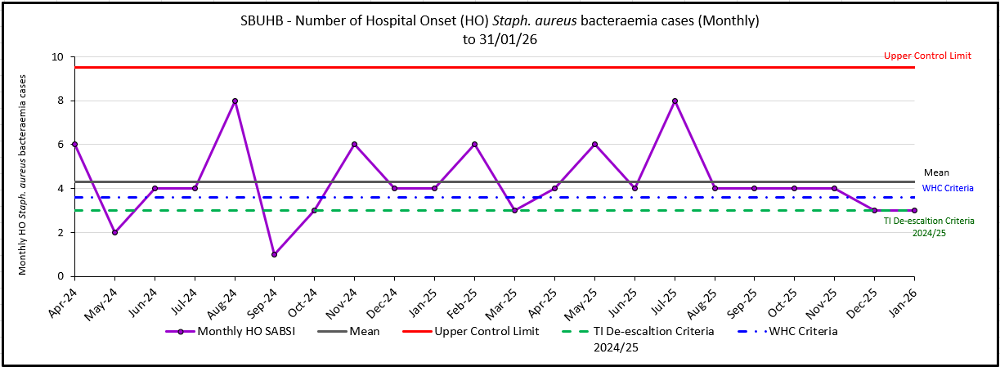 SBUHB - Number of Hospital Onset (HO) Staph. aureus bacteraemia cases (Monthly)
to 31/01/26
Monthly HO Staph. aureus bacteraemia cases
10
8
6
4
2
0
Upper Control Limit
Mean
WHC Criteria
TI De-escaltion Criteria
2024/25
Apr-24
May-24
Jun-24
Jul-24
Aug-24
Sep-24
Oct-24
Nov-24
Dec-24
Jan-25
Feb-25
Mar-25
Apr-25
May-25
Jun-25
Jul-25
Aug-25
Sep-25
Oct-25
Nov-25
Dec-25
Jan-26
Monthly HO SABSI
Mean
Upper Control Limit
TI De-escaltion Criteria
2024/25
WHC Criteria